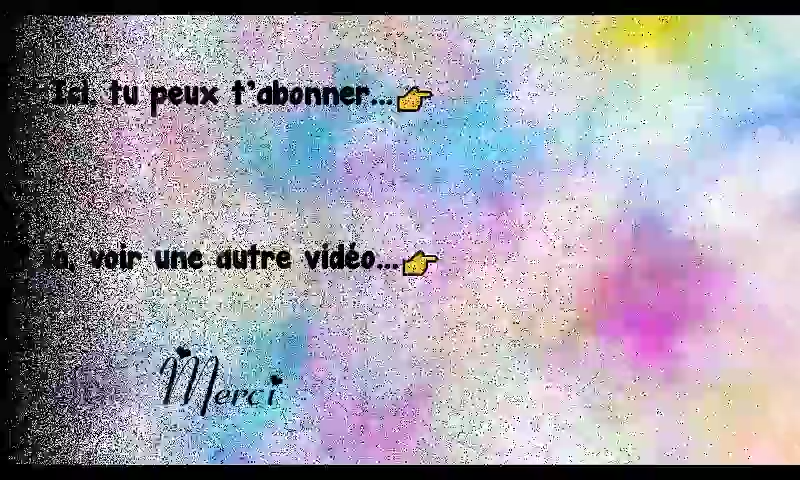 Ici, tu peux t'abonner...👉
là, voir une autre vidéo...👉
Merci